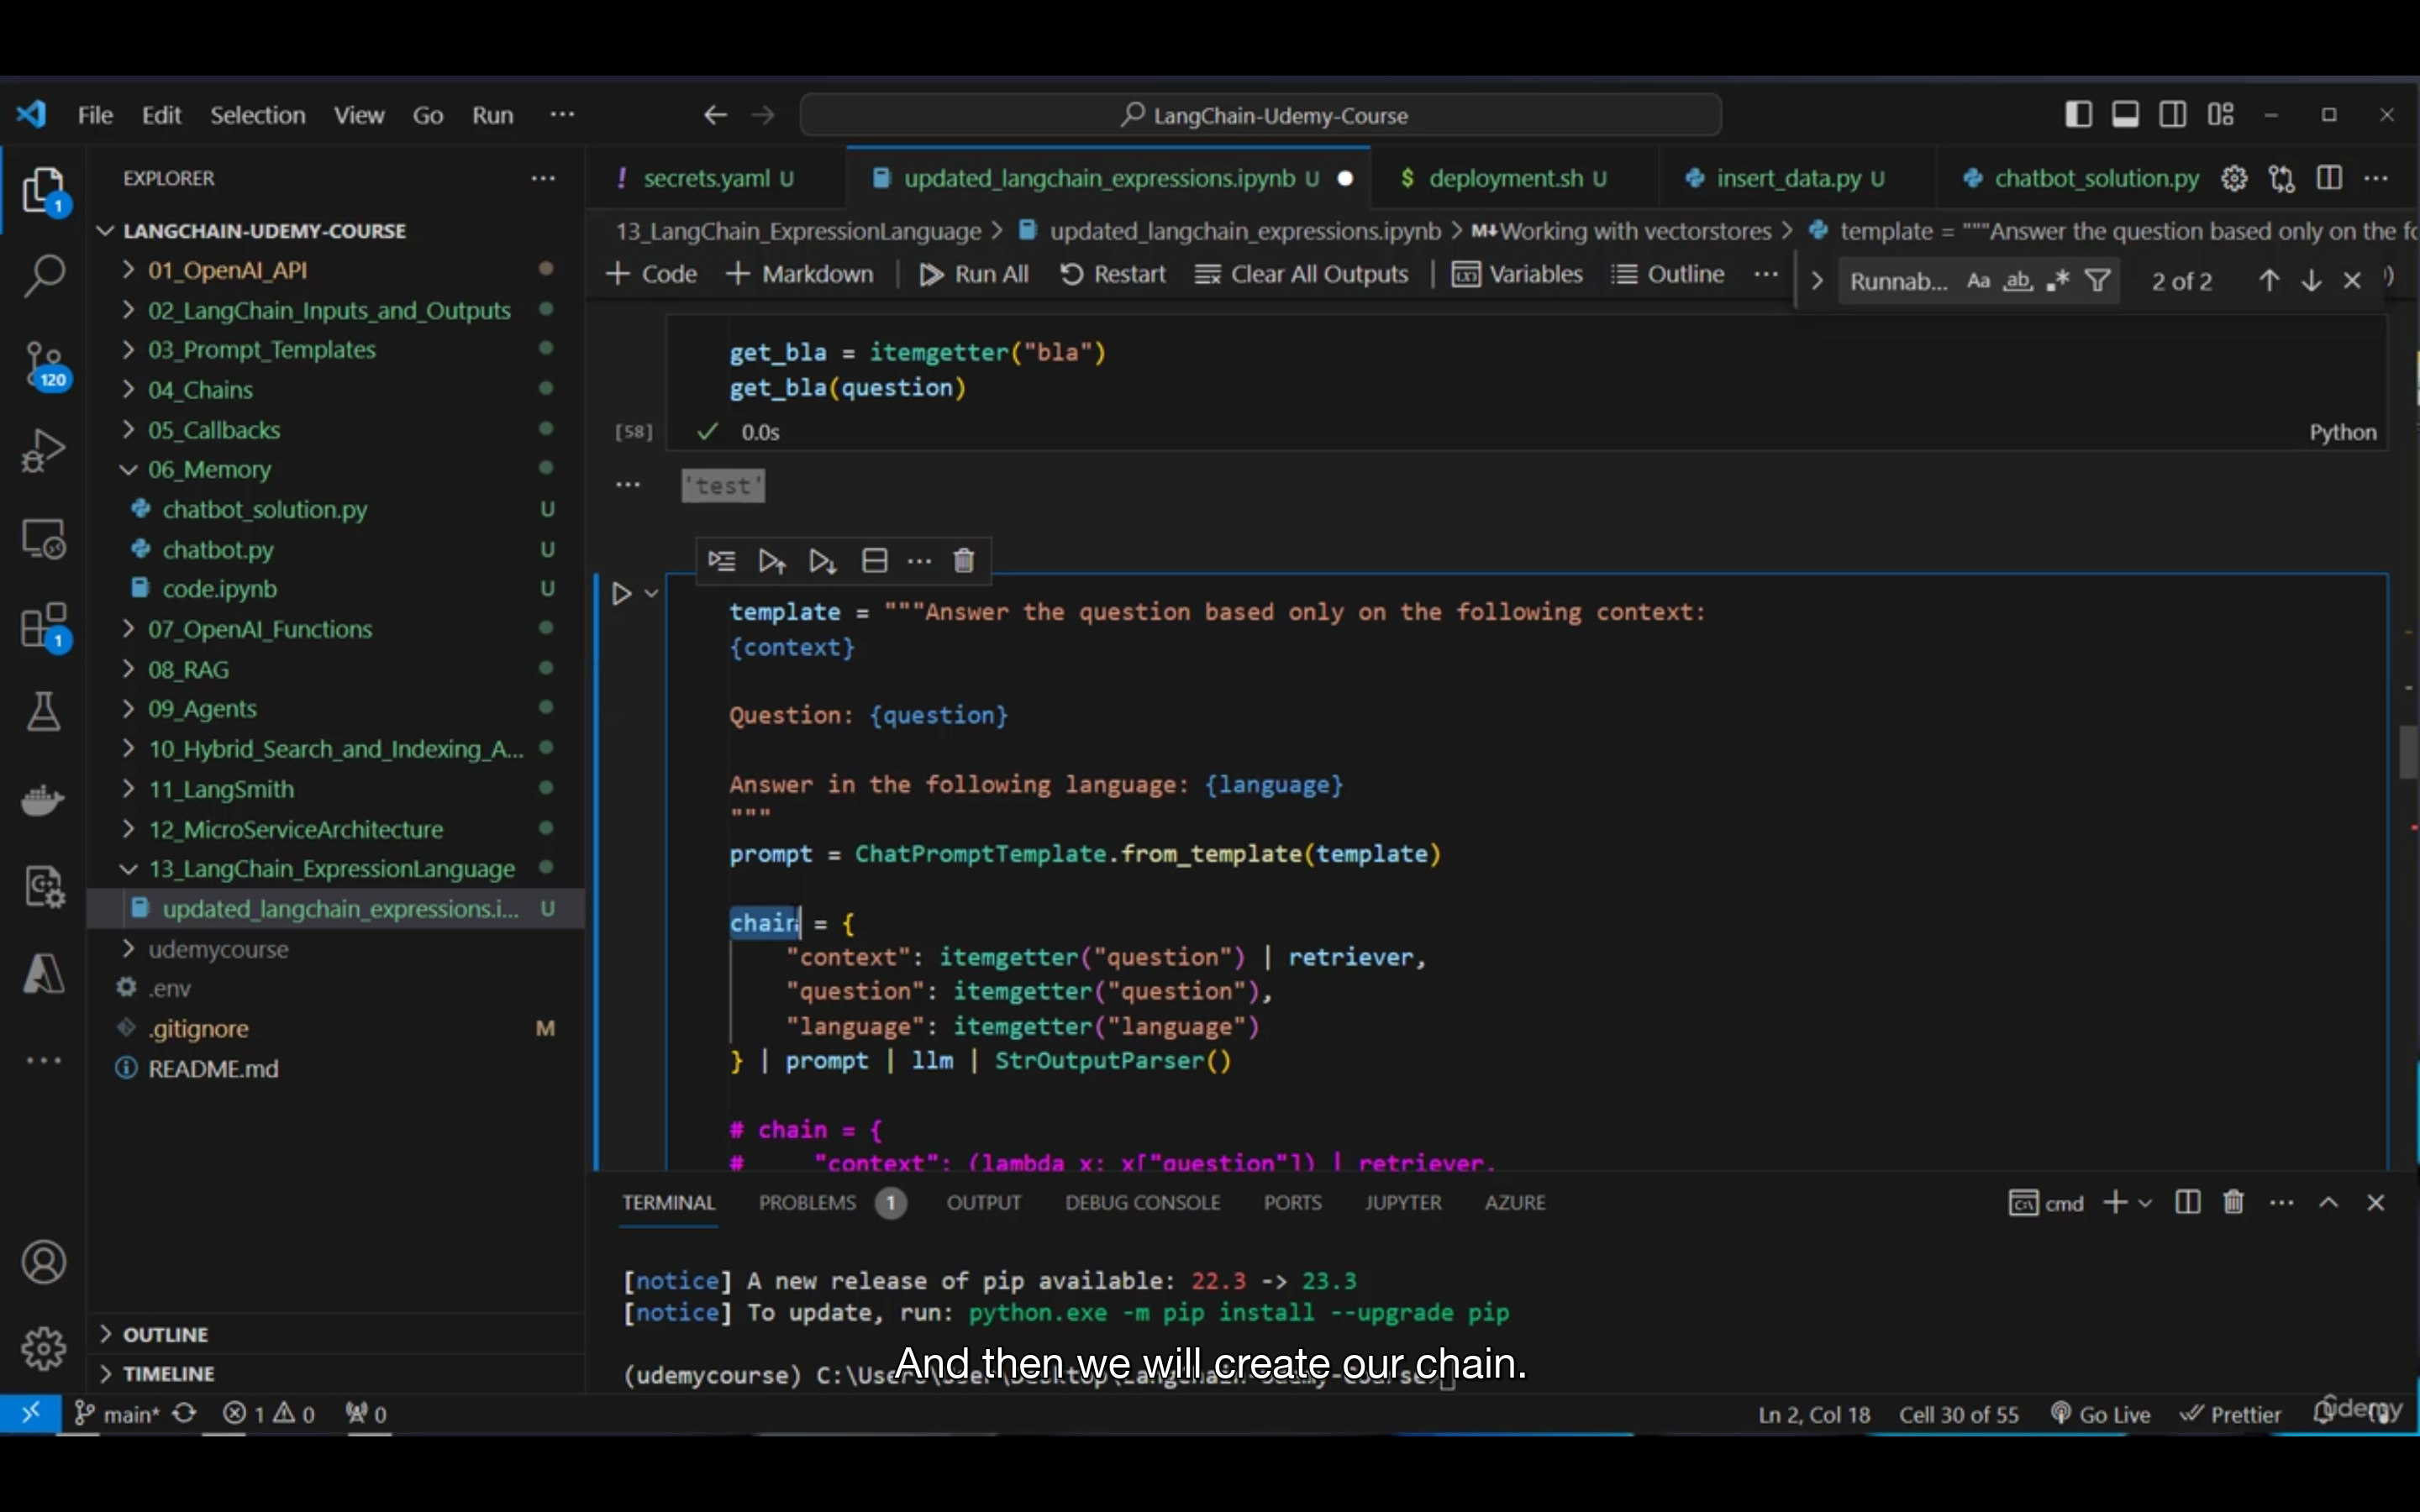 File Edit Selection View Go Run ··· LangChain-Udemy-Course
EXPLORER
LANGCHAIN-UDEMY-COURSE
01_OpenAI_API
02_LangChain_Inputs_and_Outputs
03_Prompt_Templates
04_Chains
05_Callbacks
06_Memory
chatbot_solution.py U
chatbot.py U
code.ipynb U
07_OpenAI_Functions
08_RAG
09_Agents
10_Hybrid_Search_and_Indexing_A...
11_LangSmith
12_MicroServiceArchitecture
13_LangChain_ExpressionLanguage
updated_langchain_expressions.i... U
udemycourse
.env
.gitignore M
README.md
OUTLINE
TIMELINE
1
120
1
! secrets.yaml U updated_langchain_expressions.ipynb U $ deployment.sh U insert_data.py U chatbot_solution.py
13_LangChain_ExpressionLanguage > updated_langchain_expressions.ipynb > M↓Working with vectorstores > template = """Answer the question based only on the
+ Code + Markdown | Run All Restart Clear All Outputs | Variables Outline ···
Runnab... Aa ab 2 of 2
get_bla = itemgetter("bla")
get_bla(question)
[58] 0.0s Python
'test'
template = """Answer the question based only on the following context:
{context}
Question: {question}
Answer in the following language: {language}
"""
prompt = ChatPromptTemplate.from_template(template)
chain = {
"context": itemgetter("question") | retriever,
"question": itemgetter("question"),
"language": itemgetter("language")
} | prompt | llm | StrOutputParser()
# chain = {
# "context": (lambda x: x["question"]) | retriever,
TERMINAL PROBLEMS 1 OUTPUT DEBUG CONSOLE PORTS JUPYTER AZURE cmd
[notice] A new release of pip available: 22.3 -> 23.3
[notice] To update, run: python.exe -m pip install --upgrade pip
(udemycourse) C:\Users\User\Desktop\LangChain-Udemy-Course>
And then we will create our chain.
main* 1 0 0 Ln 2, Col 18 Cell 30 of 55 Go Live Prettier
Udemy